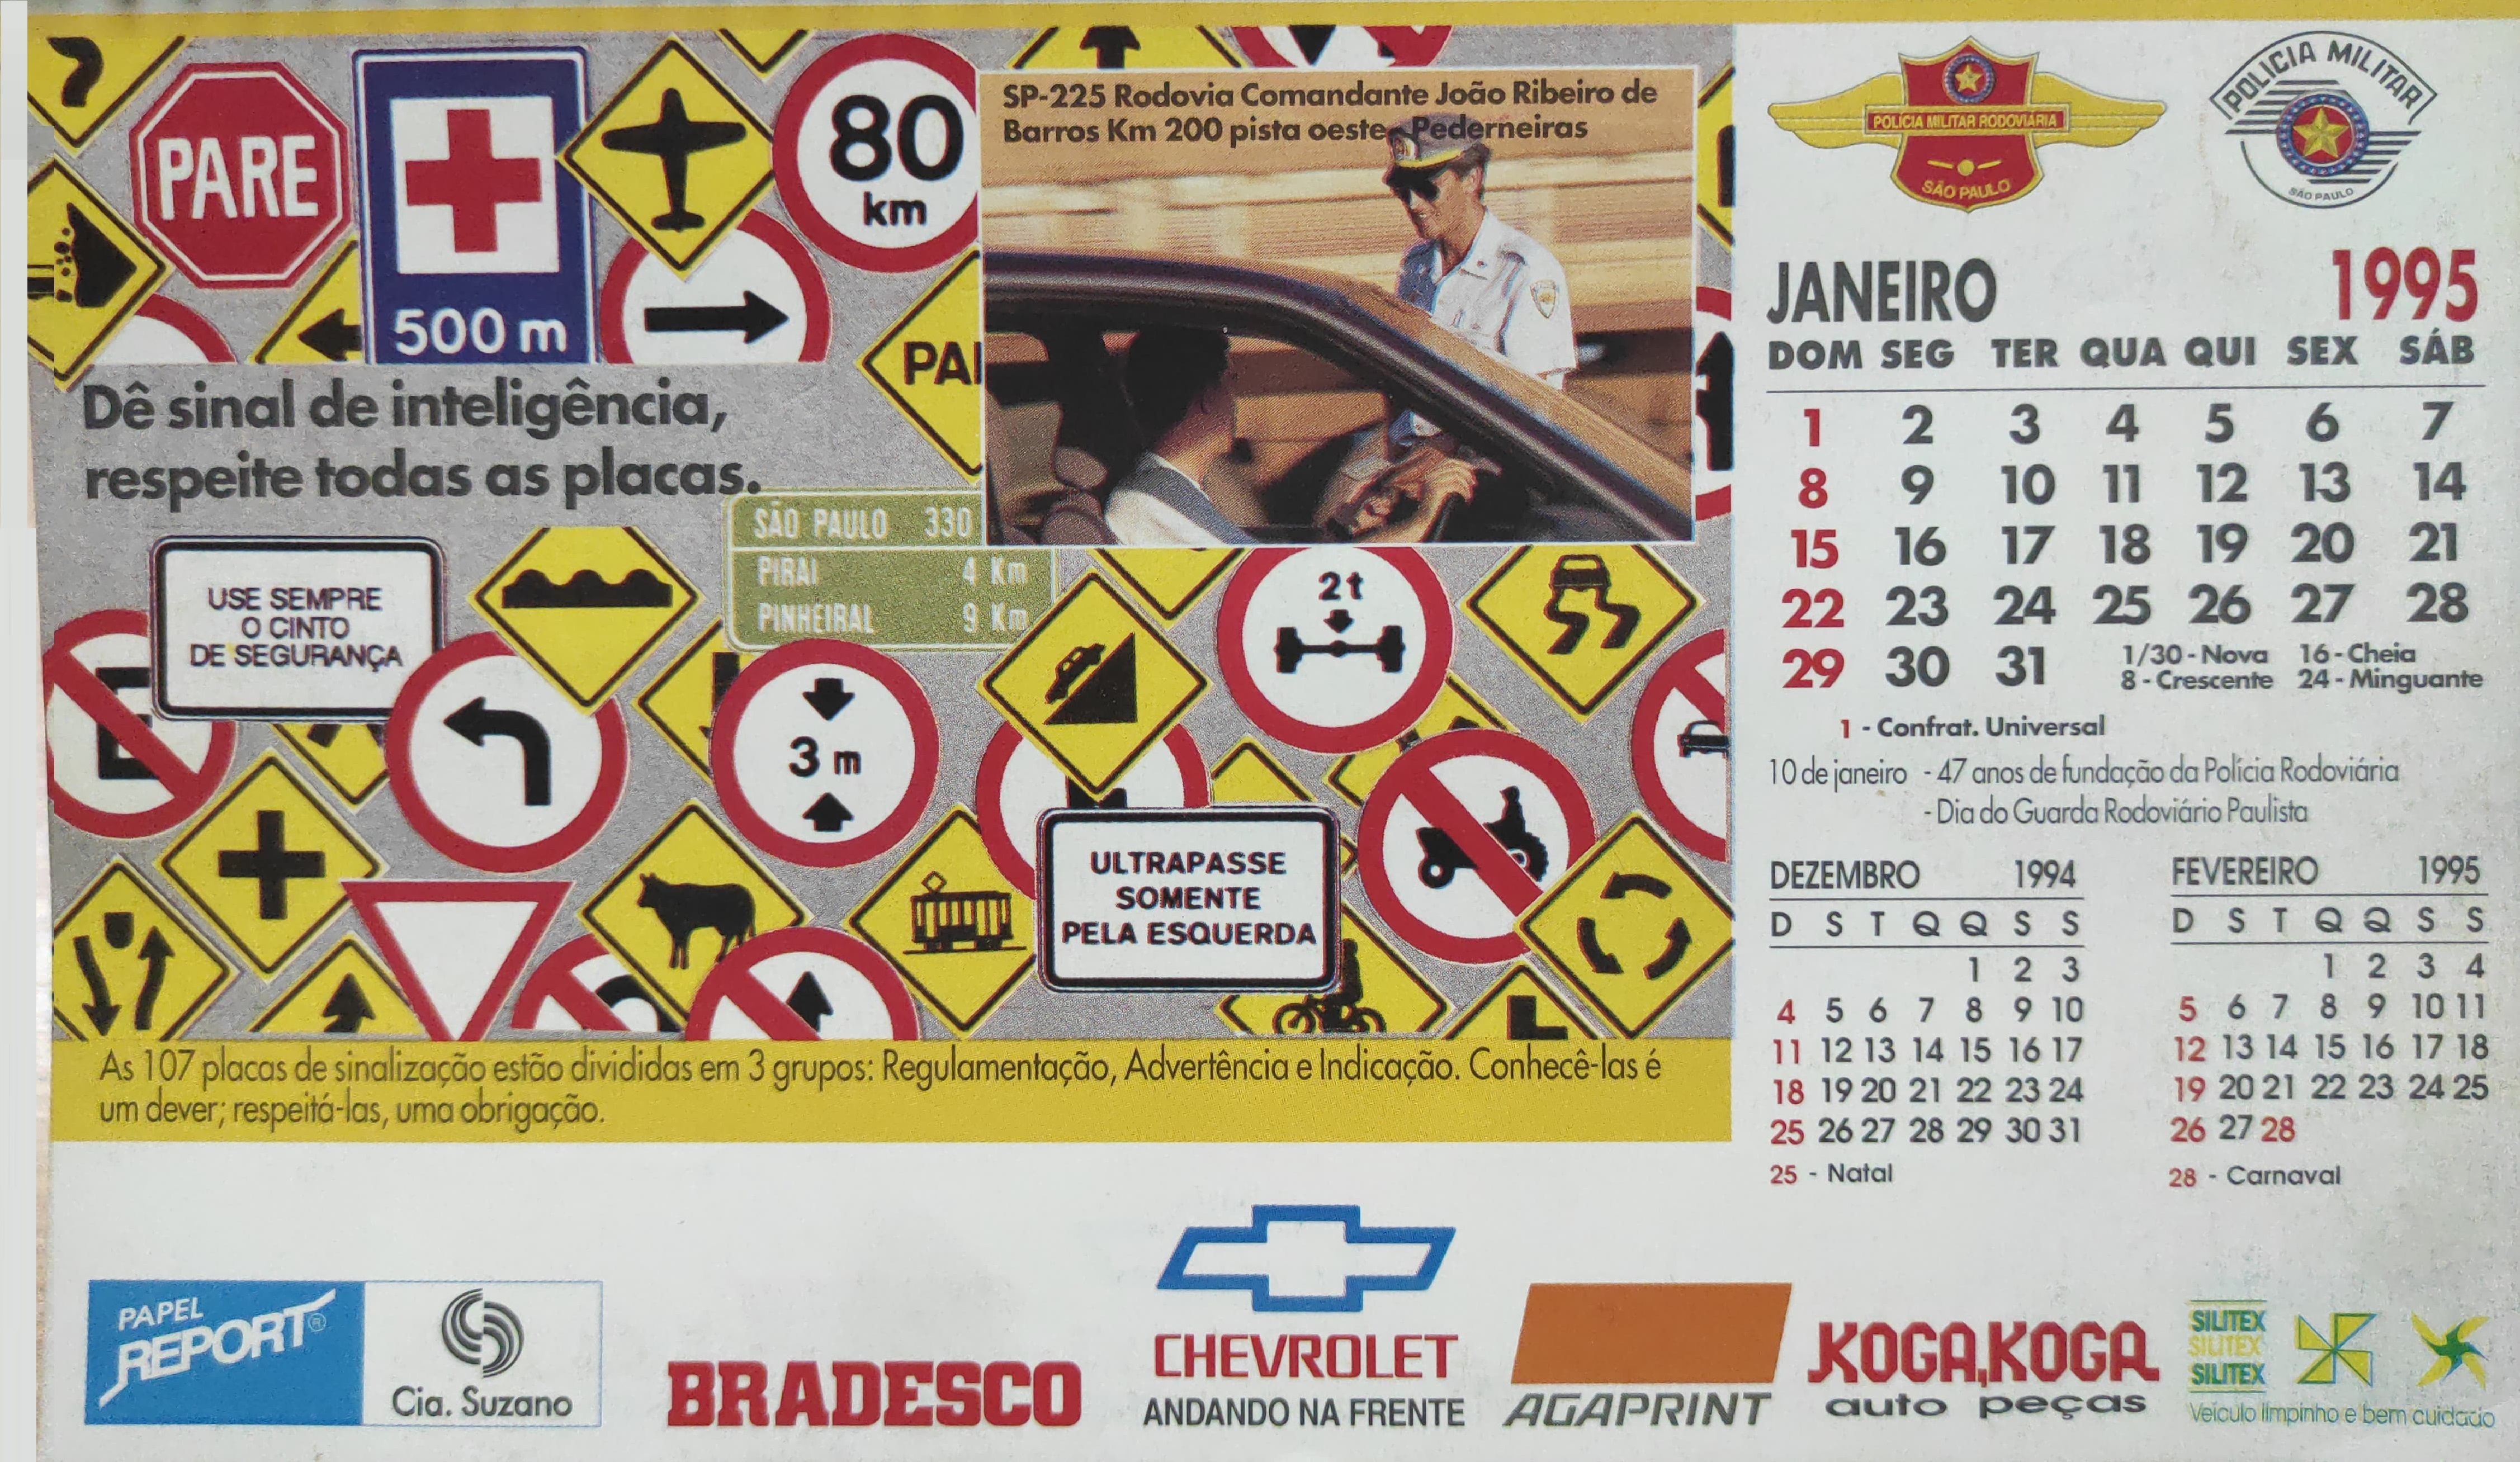 PARE
500 m
80
km
SP-225 Rodovia Comandante João Ribeiro de
Barros Km 200 pista oeste - Pederneiras
Dê sinal de inteligência,
respeite todas as placas.
SÃO PAULO 330
PIRAI 4 Km
PINHEIRAL 9 Km
USE SEMPRE
O CINTO
DE SEGURANÇA
2 t
3 m
ULTRAPASSE
SOMENTE
PELA ESQUERDA
As 107 placas de sinalização estão divididas em 3 grupos: Regulamentação, Advertência e Indicação. Conhecê-las é
um dever; respeitá-las, uma obrigação.
POLÍCIA MILITAR RODOVIÁRIA
SÃO PAULO
POLÍCIA MILITAR
SÃO PAULO
JANEIRO 1995
DOM SEG TER QUA QUI SEX SÁB
1 2 3 4 5 6 7
8 9 10 11 12 13 14
15 16 17 18 19 20 21
22 23 24 25 26 27 28
29 30 31
1/30 - Nova 16 - Cheia
8 - Crescente 24 - Minguante
1 - Confrat. Universal
10 de janeiro - 47 anos de fundação da Polícia Rodoviária
- Dia do Guarda Rodoviário Paulista
DEZEMBRO 1994
D S T Q Q S S
1 2 3
4 5 6 7 8 9 10
11 12 13 14 15 16 17
18 19 20 21 22 23 24
25 26 27 28 29 30 31
25 - Natal
FEVEREIRO 1995
D S T Q Q S S
1 2 3 4
5 6 7 8 9 10 11
12 13 14 15 16 17 18
19 20 21 22 23 24 25
26 27 28
28 - Carnaval
PAPEL
REPORT®
Cia. Suzano
BRADESCO
CHEVROLET
ANDANDO NA FRENTE
AGAPRINT
KOGA, KOGA
auto peças
SILITEX
SILITEX
SILITEX
Veículo limpinho e bem cuidado